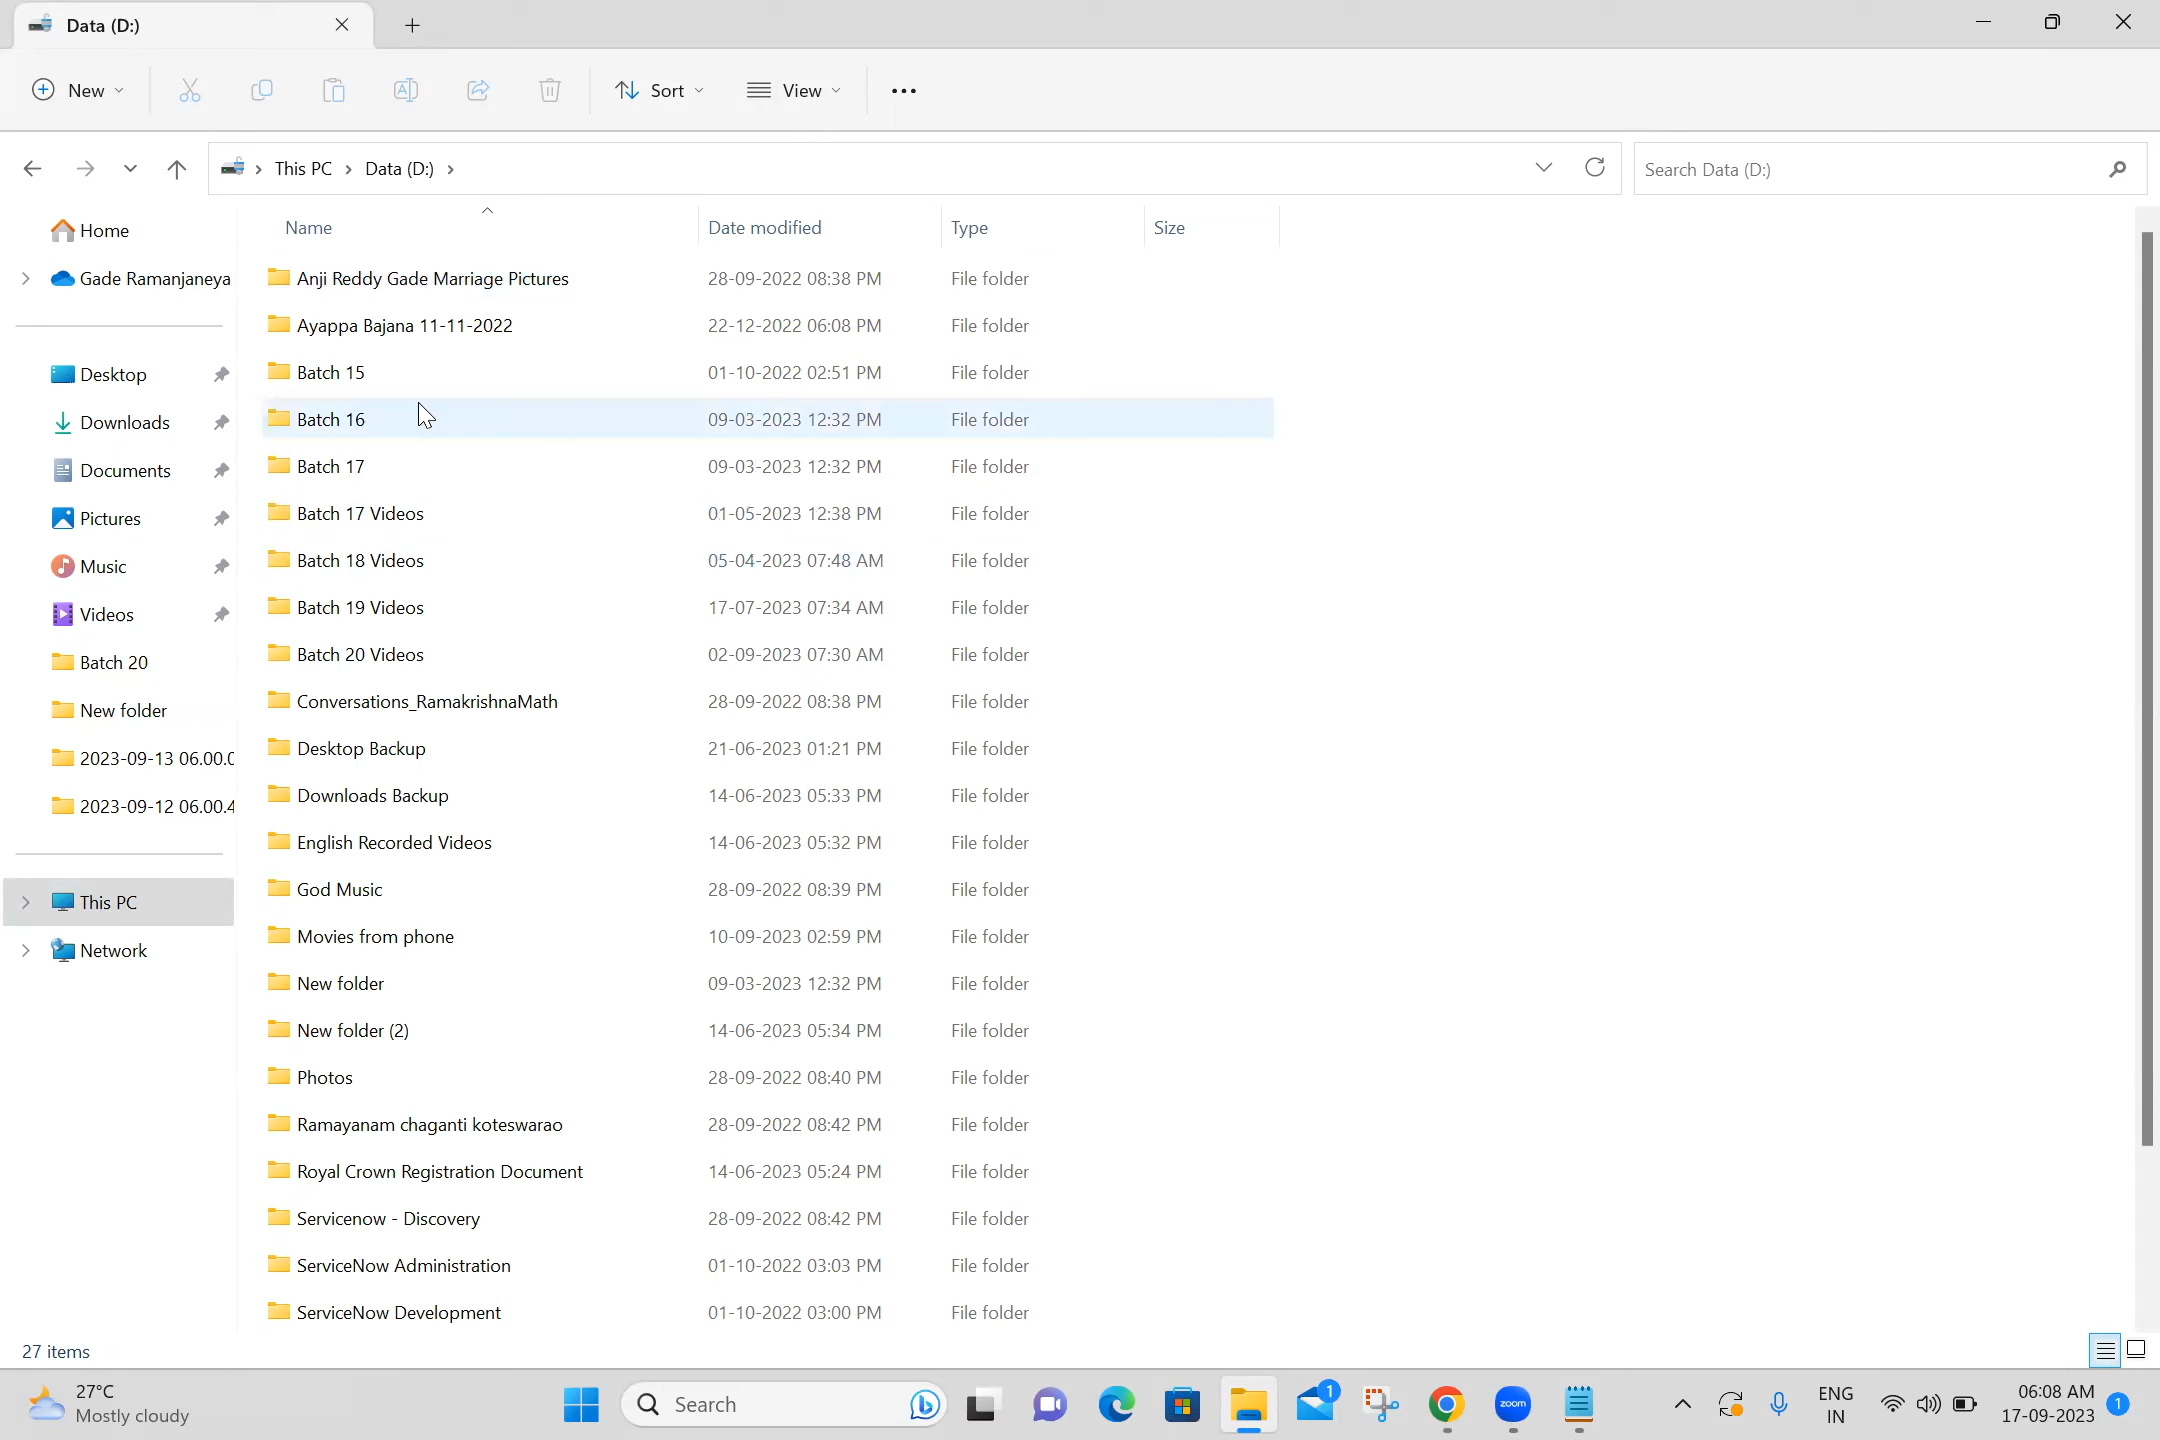 Data (D:)
New
Sort
View
This PC
Data (D:)
Search Data (D:)
Name Date modified Type Size
Home
Gade Ramanjaneya
Desktop
Downloads
Documents
Pictures
Music
Videos
Batch 20
New folder
2023-09-13 06.00.0
2023-09-12 06.00.4
This PC
Network
Anji Reddy Gade Marriage Pictures 28-09-2022 08:38 PM File folder
Ayappa Bajana 11-11-2022 22-12-2022 06:08 PM File folder
Batch 15 01-10-2022 02:51 PM File folder
Batch 16 09-03-2023 12:32 PM File folder
Batch 17 09-03-2023 12:32 PM File folder
Batch 17 Videos 01-05-2023 12:38 PM File folder
Batch 18 Videos 05-04-2023 07:48 AM File folder
Batch 19 Videos 17-07-2023 07:34 AM File folder
Batch 20 Videos 02-09-2023 07:30 AM File folder
Conversations_RamakrishnaMath 28-09-2022 08:38 PM File folder
Desktop Backup 21-06-2023 01:21 PM File folder
Downloads Backup 14-06-2023 05:33 PM File folder
English Recorded Videos 14-06-2023 05:32 PM File folder
God Music 28-09-2022 08:39 PM File folder
Movies from phone 10-09-2023 02:59 PM File folder
New folder 09-03-2023 12:32 PM File folder
New folder (2) 14-06-2023 05:34 PM File folder
Photos 28-09-2022 08:40 PM File folder
Ramayanam chaganti koteswarao 28-09-2022 08:42 PM File folder
Royal Crown Registration Document 14-06-2023 05:24 PM File folder
Servicenow - Discovery 28-09-2022 08:42 PM File folder
ServiceNow Administration 01-10-2022 03:03 PM File folder
ServiceNow Development 01-10-2022 03:00 PM File folder
27 items
27°C
Mostly cloudy
Search
1
zoom
ENG
IN
06:08 AM
17-09-2023
1